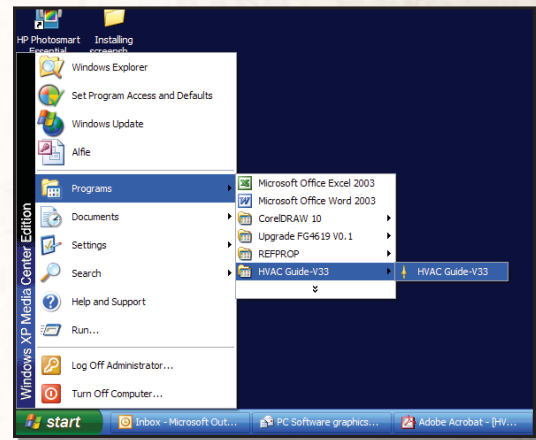 HP Photosmart
Essential
Installing
screensh...
Windows Explorer
Set Program Access and Defaults
Windows Update
Alfie
Programs
Documents
Settings
Search
Help and Support
Run...
Log Off Administrator...
Turn Off Computer...
Windows XP Media Center Edition
Microsoft Office Excel 2003
Microsoft Office Word 2003
CorelDRAW 10
Upgrade FG4619 V0.1
REFPROP
HVAC Guide-V33
HVAC Guide-V33
start
Inbox - Microsoft Out...
PC Software graphics...
Adobe Acrobat - [HV...